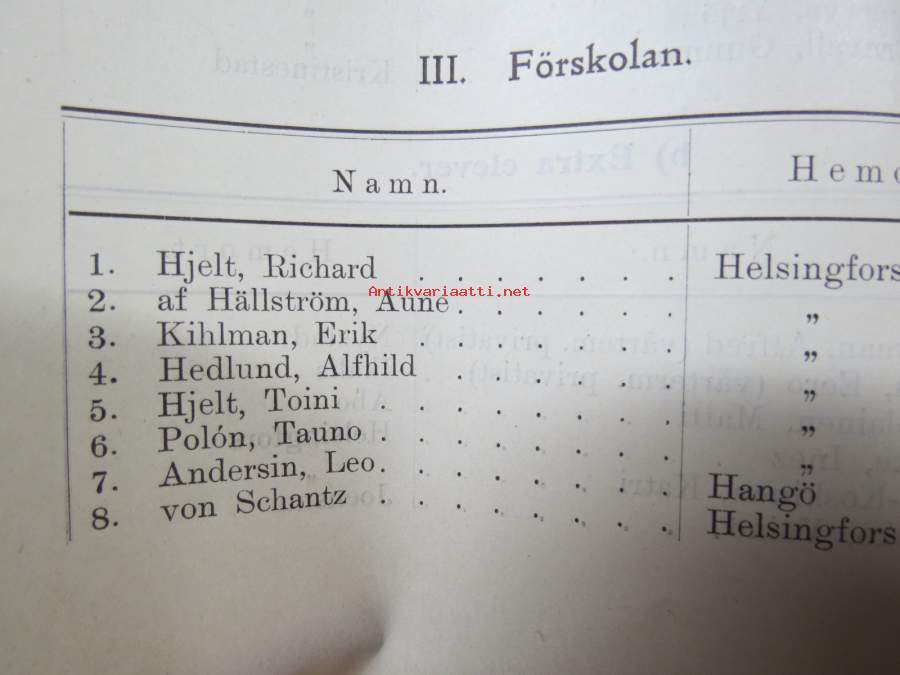 III. Förskolan.
Namn. Hemo
1. Hjelt, Richard . . . . . . . Helsingfors
Antikvariaatti.net
2. af Hällström, Aune . . . . . . „
3. Kihlman, Erik . . . . . . . „
4. Hedlund, Alfhild . . . . . . „
5. Hjelt, Toini . . . . . . . . „
6. Polón, Tauno . . . . . . . „
7. Andersin, Leo. . . . . . . . Hangö
8. von Schantz . . . . . . . . Helsingfors